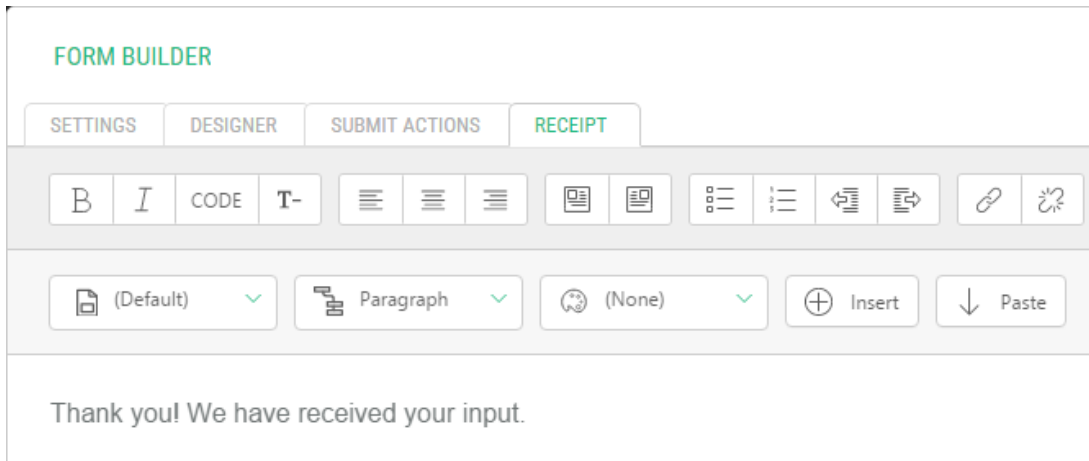 FORM BUILDER
SETTINGS DESIGNER SUBMIT ACTIONS RECEIPT
B I CODE T-
(Default) Paragraph (None) Insert Paste
Thank you! We have received your input.